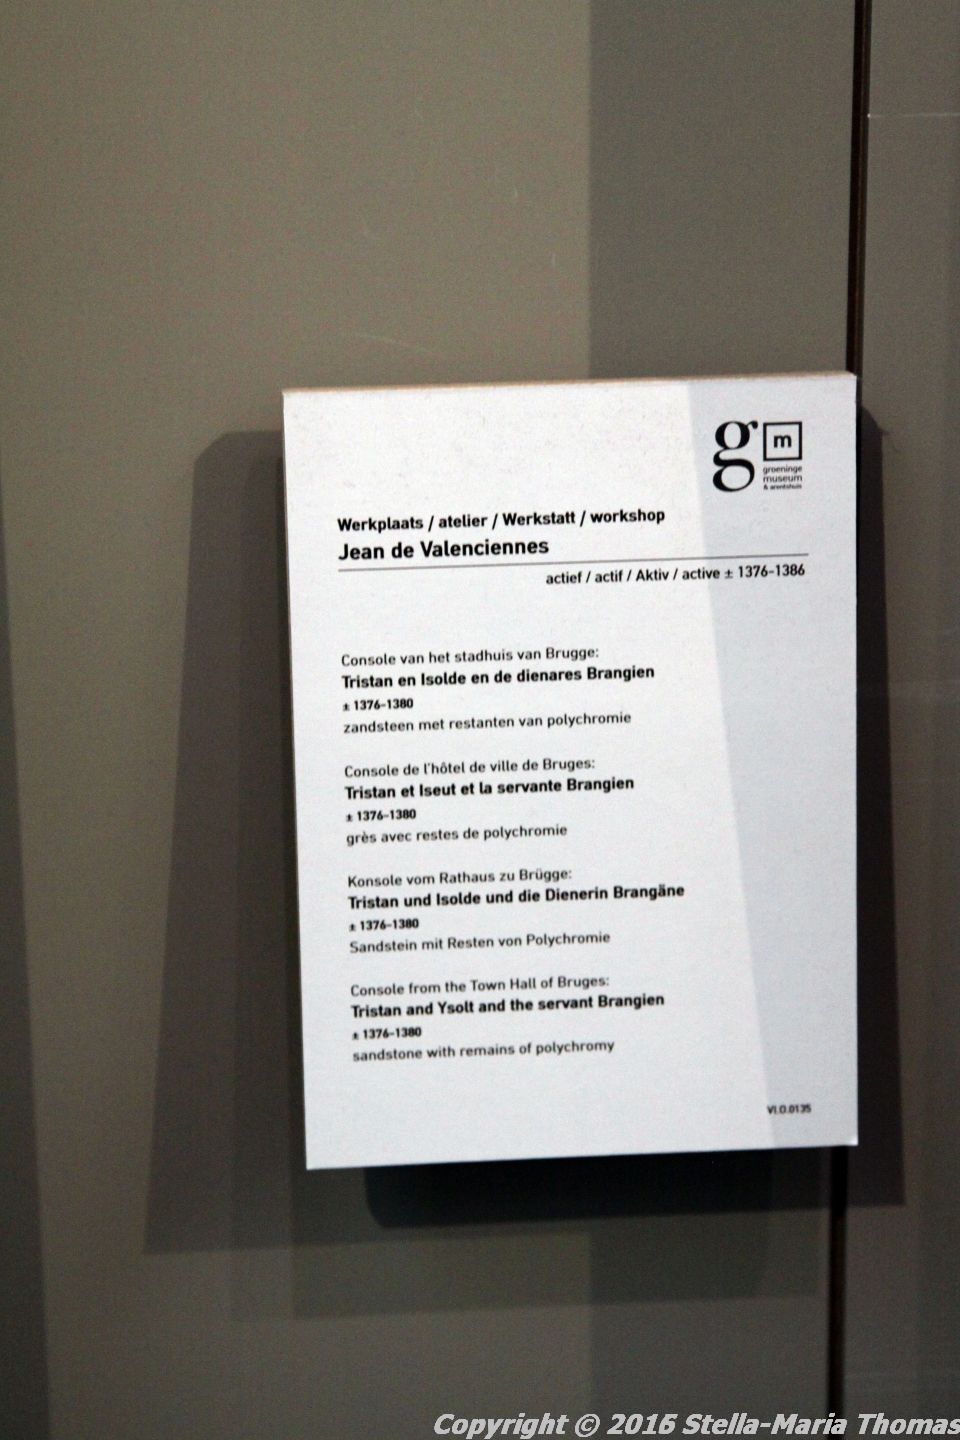 g m
groeninge
museum
& arentshuis
Werkplaats / atelier / Werkstatt / workshop
Jean de Valenciennes
actief / actif / Aktiv / active ± 1376-1386
Console van het stadhuis van Brugge:
Tristan en Isolde en de dienares Brangien
± 1376-1380
zandsteen met restanten van polychromie
Console de l'hôtel de ville de Bruges:
Tristan et Iseut et la servante Brangien
± 1376-1380
grès avec restes de polychromie
Konsole vom Rathaus zu Brügge:
Tristan und Isolde und die Dienerin Brangäne
± 1376-1380
Sandstein mit Resten von Polychromie
Console from the Town Hall of Bruges:
Tristan and Ysolt and the servant Brangien
± 1376-1380
sandstone with remains of polychromy
VI.O.0135
Copyright © 2016 Stella-Maria Thomas